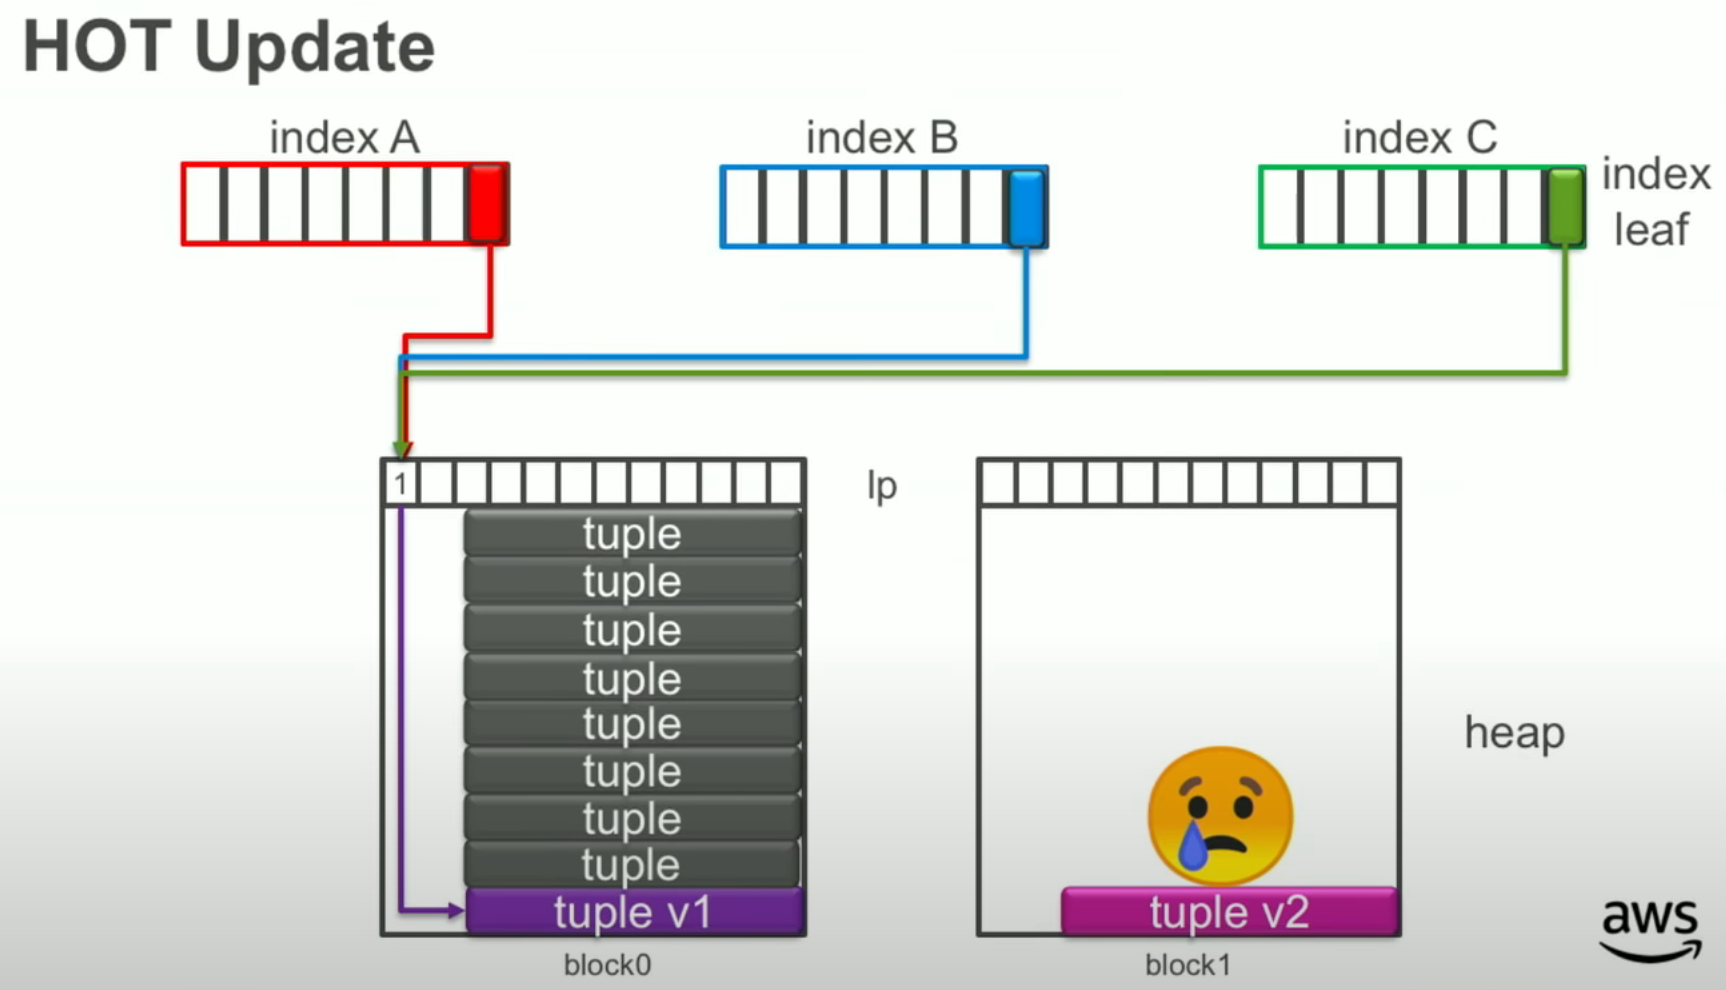 HOT Update
index A
index B
index C
index
leaf
1
lp
tuple
tuple
tuple
tuple
tuple
tuple
tuple
tuple
tuple v1
heap
tuple v2
block0
block1
aws